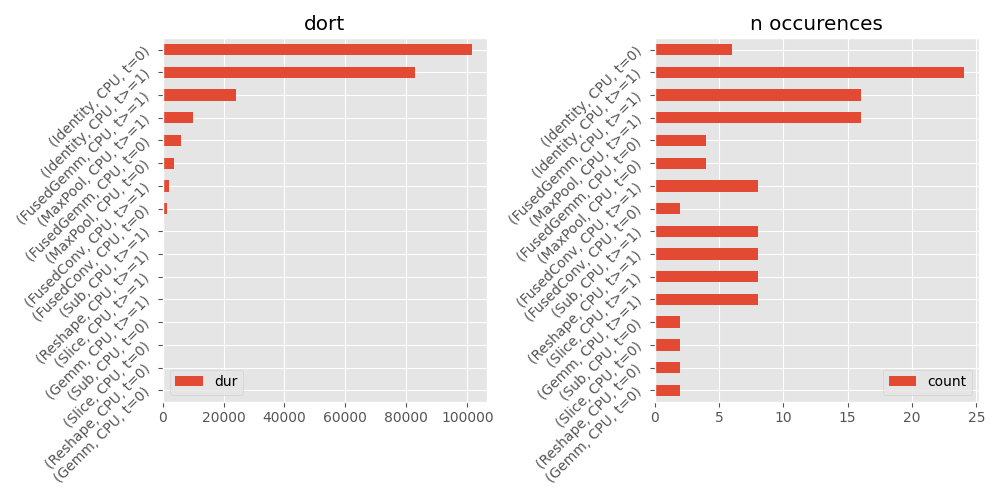 dort
(Identity, CPU, t=0)
(Identity, CPU, t>=1)
(FusedGemm, CPU, t>=1)
(MaxPool, CPU, t>=1)
(FusedGemm, CPU, t=0)
(MaxPool, CPU, t=0)
(FusedConv, CPU, t>=1)
(FusedConv, CPU, t=0)
(Sub, CPU, t>=1)
(Reshape, CPU, t>=1)
(Slice, CPU, t>=1)
(Gemm, CPU, t>=1)
(Sub, CPU, t=0)
(Slice, CPU, t=0)
(Reshape, CPU, t=0)
(Gemm, CPU, t=0)
dur
0 20000 40000 60000 80000 100000
n occurences
(Identity, CPU, t=0)
(Identity, CPU, t>=1)
(FusedGemm, CPU, t>=1)
(MaxPool, CPU, t>=1)
(FusedGemm, CPU, t=0)
(MaxPool, CPU, t=0)
(FusedConv, CPU, t>=1)
(FusedConv, CPU, t=0)
(Sub, CPU, t>=1)
(Reshape, CPU, t>=1)
(Slice, CPU, t>=1)
(Gemm, CPU, t>=1)
(Sub, CPU, t=0)
(Slice, CPU, t=0)
(Reshape, CPU, t=0)
(Gemm, CPU, t=0)
count
0 5 10 15 20 25